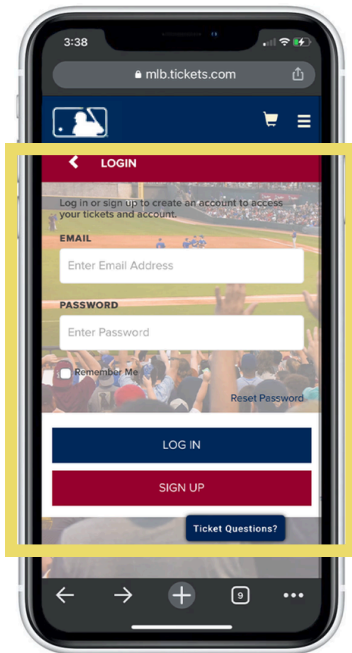 3:38
mlb.tickets.com
LOGIN
Log in or sign up to create an account to access
your tickets and account.
EMAIL
Enter Email Address
PASSWORD
Enter Password
Remember Me
Reset Password
LOG IN
SIGN UP
Ticket Questions?
9